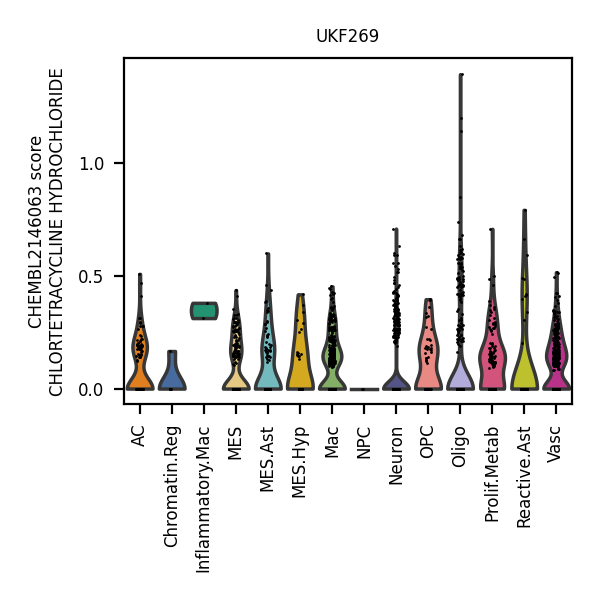 UKF269
CHEMBL2146063 score
CHLORTETRACYCLINE HYDROCHLORIDE
1.0
0.5
0.0
AC
Chromatin.Reg
Inflammatory.Mac
MES
MES.Ast
MES.Hyp
Mac
NPC
Neuron
OPC
Oligo
Prolif.Metab
Reactive.Ast
Vasc